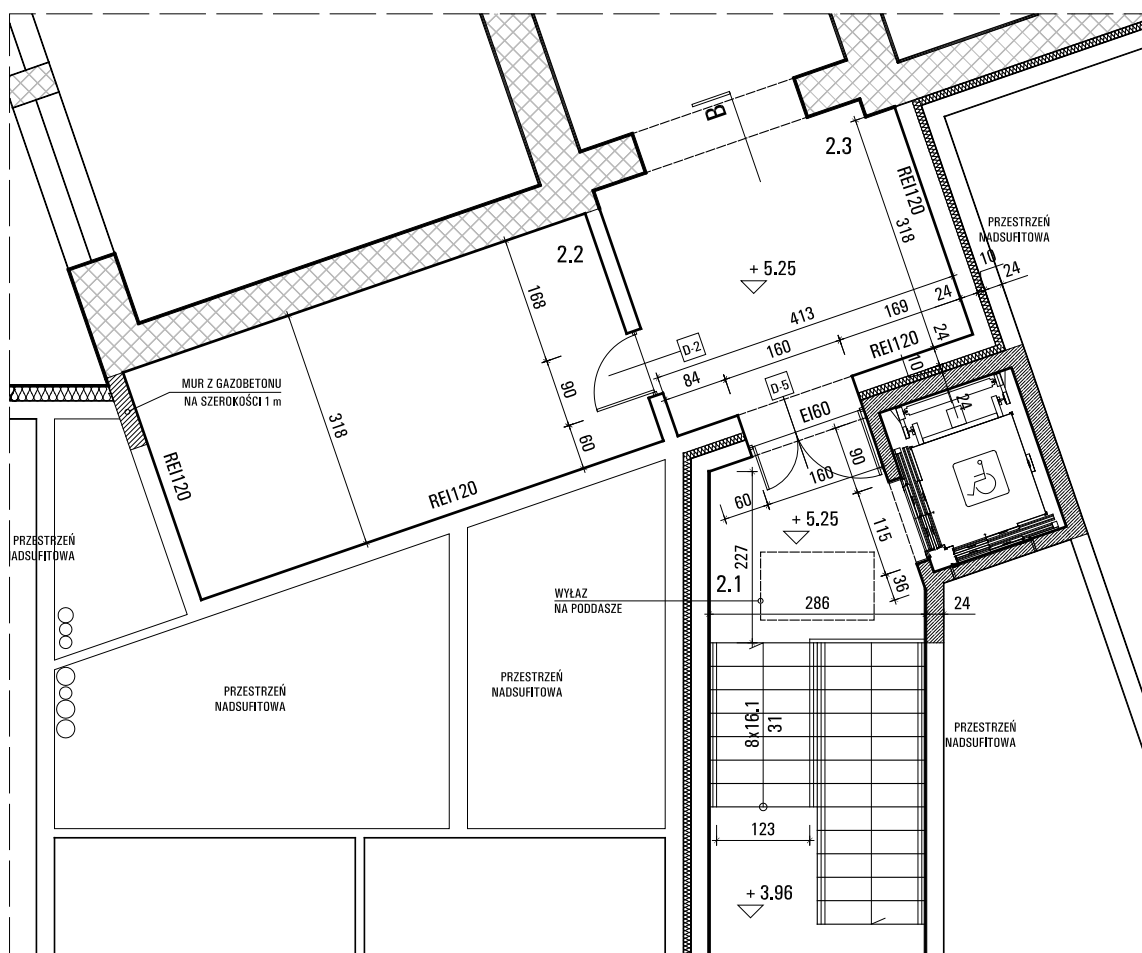 B
2.3
REI120
318
PRZESTRZEŃ
NADSUFITOWA
2.2
168
+ 5.25
10
24
413
24
169
D-2
160
REI120
24
84
D-5
10
MUR Z GAZOBETONU
NA SZEROKOŚCI 1 m
90
318
24
EI60
60
REI120
REI120
90
160
60
+ 5.25
115
PRZESTRZEŃ
NADSUFITOWA
227
36
2.1
WYŁAZ
NA PODDASZE
286
24
PRZESTRZEŃ
NADSUFITOWA
PRZESTRZEŃ
NADSUFITOWA
8x16.1
31
PRZESTRZEŃ
NADSUFITOWA
123
+ 3.96